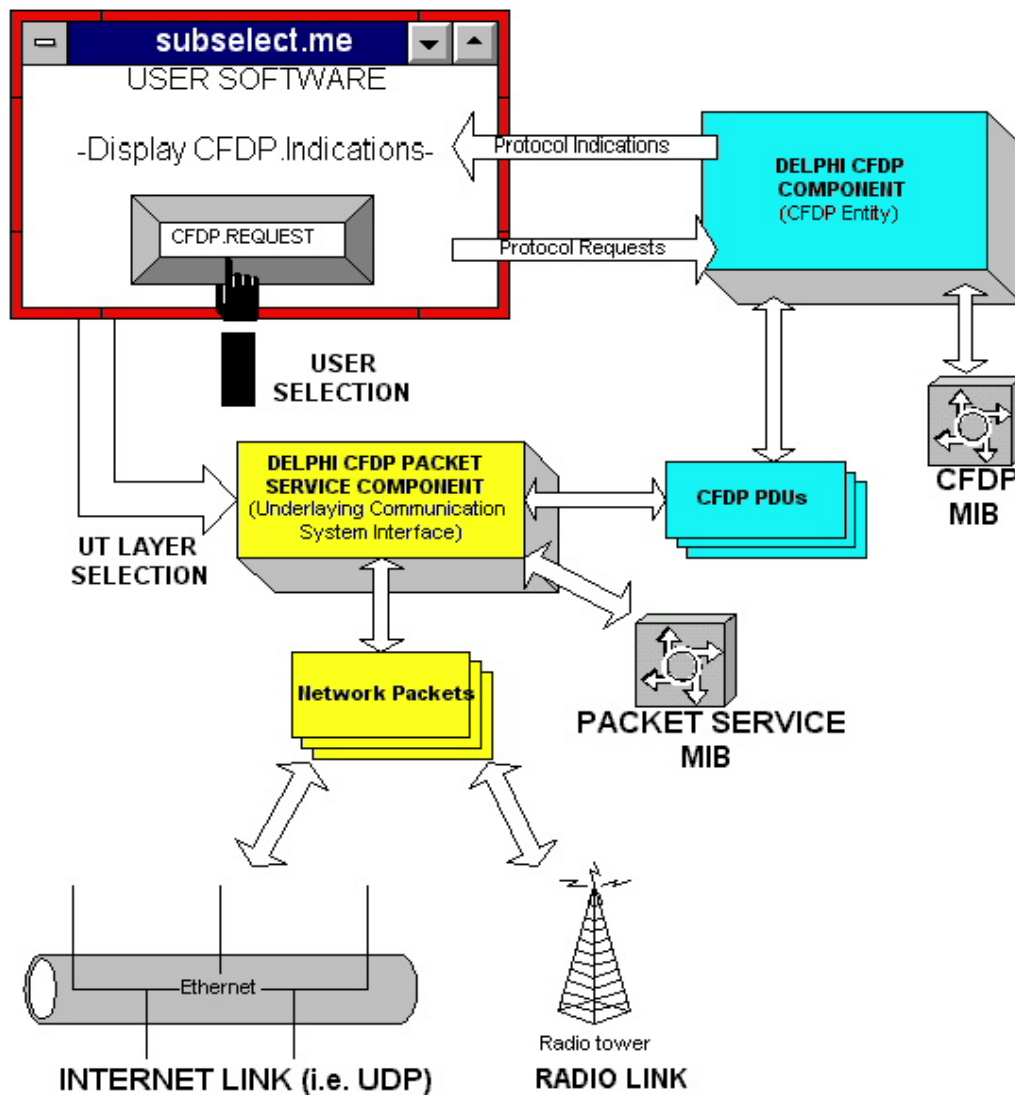 subselect.me
USER SOFTWARE
-Display CFDP.Indications-
CFDP.REQUEST
Protocol Indications
Protocol Requests
DELPHI CFDP
COMPONENT
(CFDP Entity)
USER
SELECTION
CFDP
MIB
DELPHI CFDP PACKET
SERVICE COMPONENT
(Underlaying Communication
System Interface)
CFDP PDUs
UT LAYER
SELECTION
Network Packets
PACKET SERVICE
MIB
Ethernet
INTERNET LINK (i.e. UDP)
Radio tower
RADIO LINK